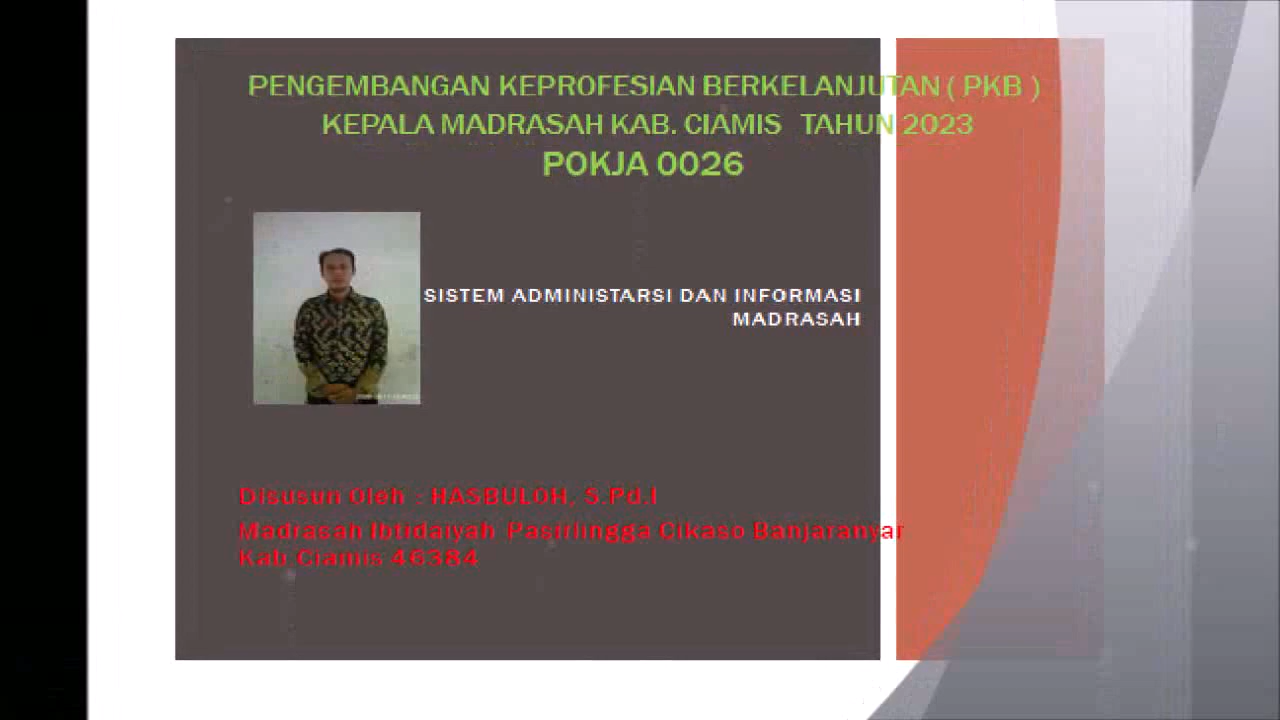 PENGEMBANGAN KEPROFESIAN BERKELANJUTAN ( PKB )
KEPALA MADRASAH KAB. CIAMIS TAHUN 2023
POKJA 0026
SISTEM ADMINISTARSI DAN INFORMASI
MADRASAH
Disusun Oleh : HASBULOH, S.Pd.I
Madrasah Ibtidaiyah Pasirlingga Cikaso Banjaranyar
Kab Ciamis 46384